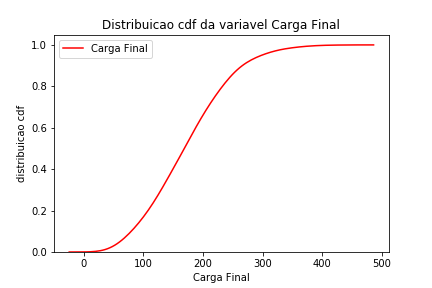 Distribuicao cdf da variavel Carga Final
Carga Final
1.0
0.8
0.6
0.4
0.2
0.0
distribuicao cdf
0 100 200 300 400 500
Carga Final